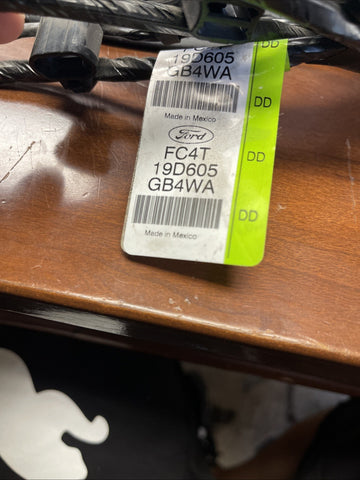 19D605
GB4WA
DD
Made in Mexico
DD
Ford
FC4T
19D605
GB4WA
DD
Made in Mexico
DD